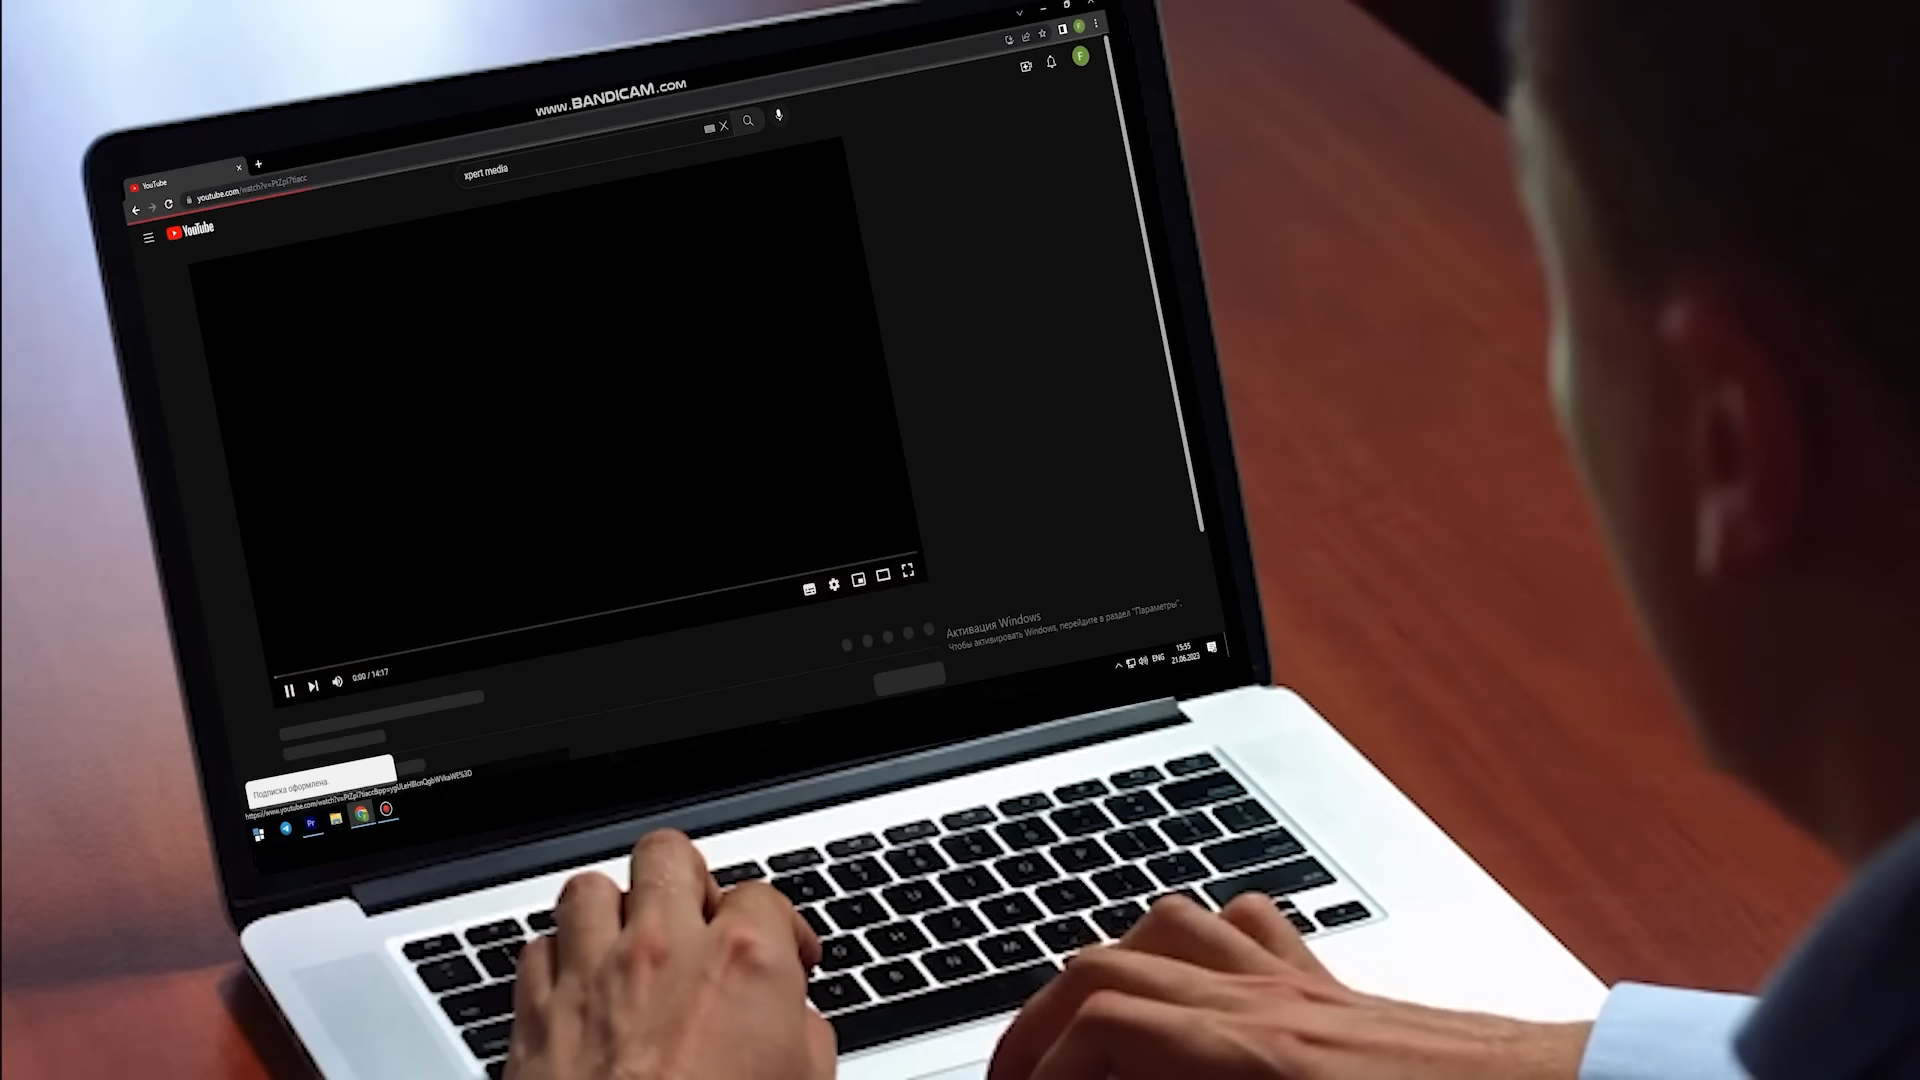 www.BANDICAM.com
YouTube
youtube.com/watch?v=PtZpI7tiacc
xpert media
F
F
YouTube
0:00 / 14:17
Активация Windows
Чтобы активировать Windows, перейдите в раздел "Параметры".
Подписка оформлена.
Pr
ENG
15:55
21.06.2023